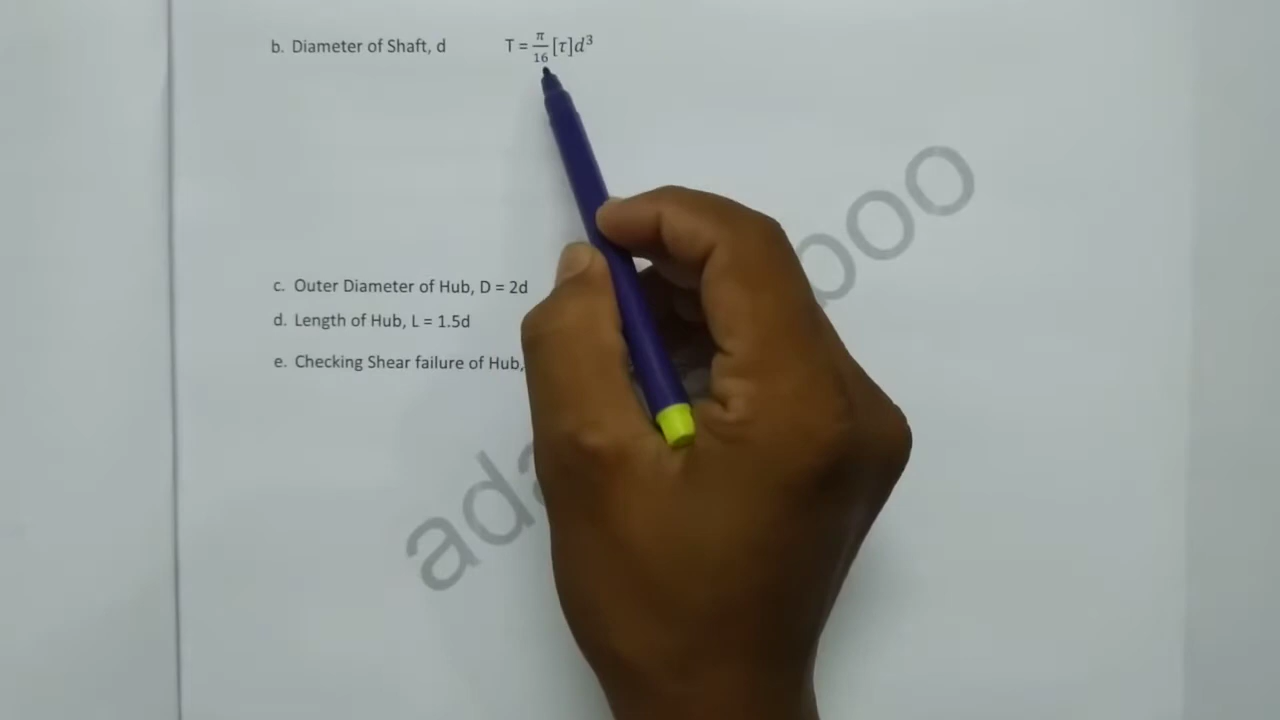 b. Diameter of Shaft, d T = π/16 [τ]d³
c. Outer Diameter of Hub, D = 2d
d. Length of Hub, L = 1.5d
e. Checking Shear failure of Hub,